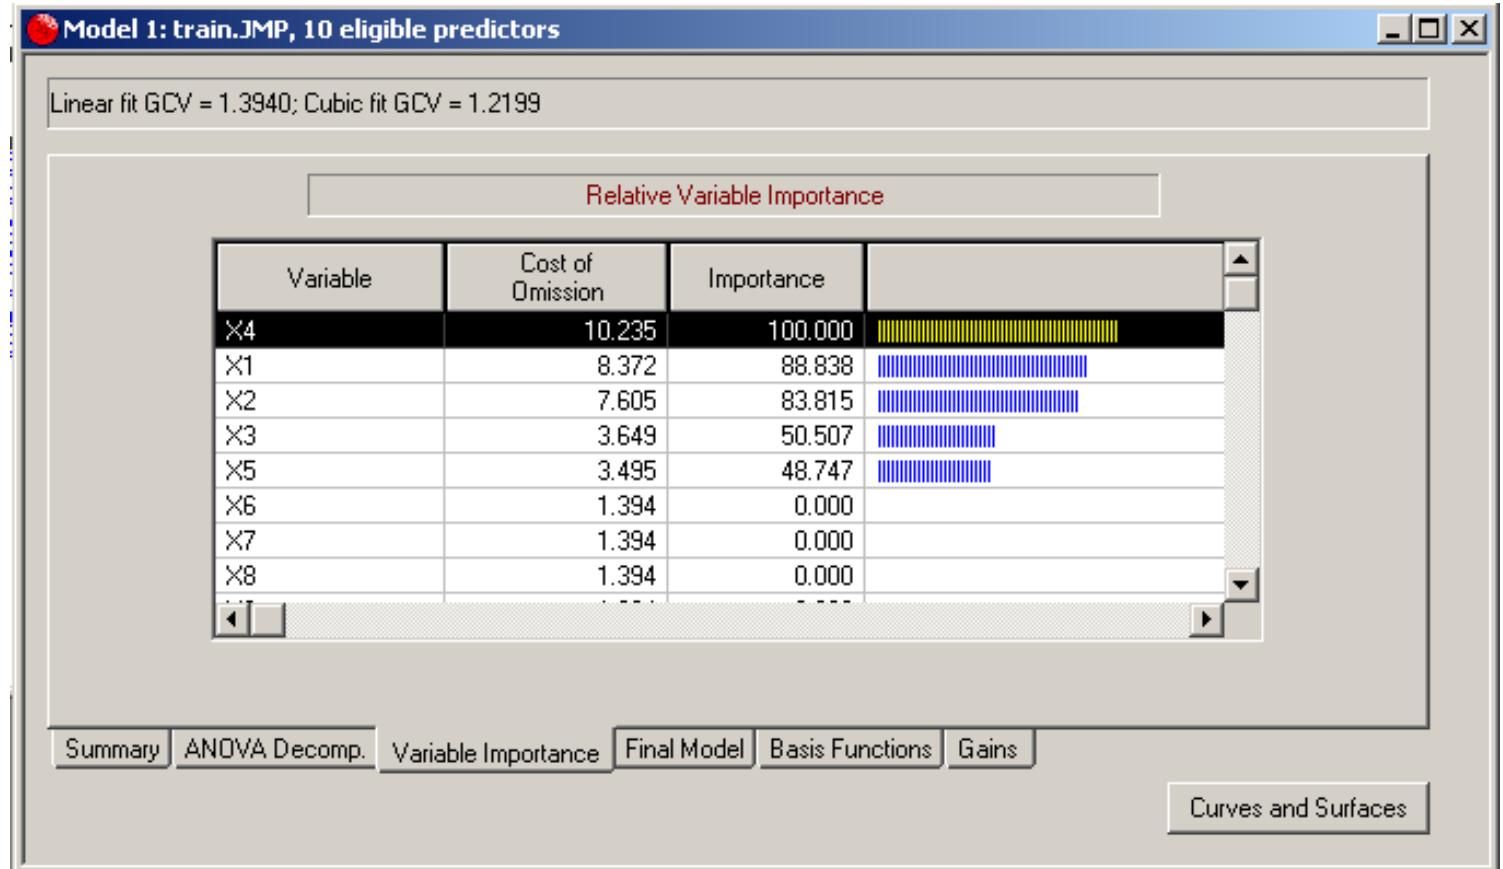 Model 1: train.JMP, 10 eligible predictors
Linear fit GCV = 1.3940; Cubic fit GCV = 1.2199
Relative Variable Importance
Variable Cost of Omission Importance
X4 10.235 100.000
X1 8.372 88.838
X2 7.605 83.815
X3 3.649 50.507
X5 3.495 48.747
X6 1.394 0.000
X7 1.394 0.000
X8 1.394 0.000
Summary ANOVA Decomp. Variable Importance Final Model Basis Functions Gains
Curves and Surfaces